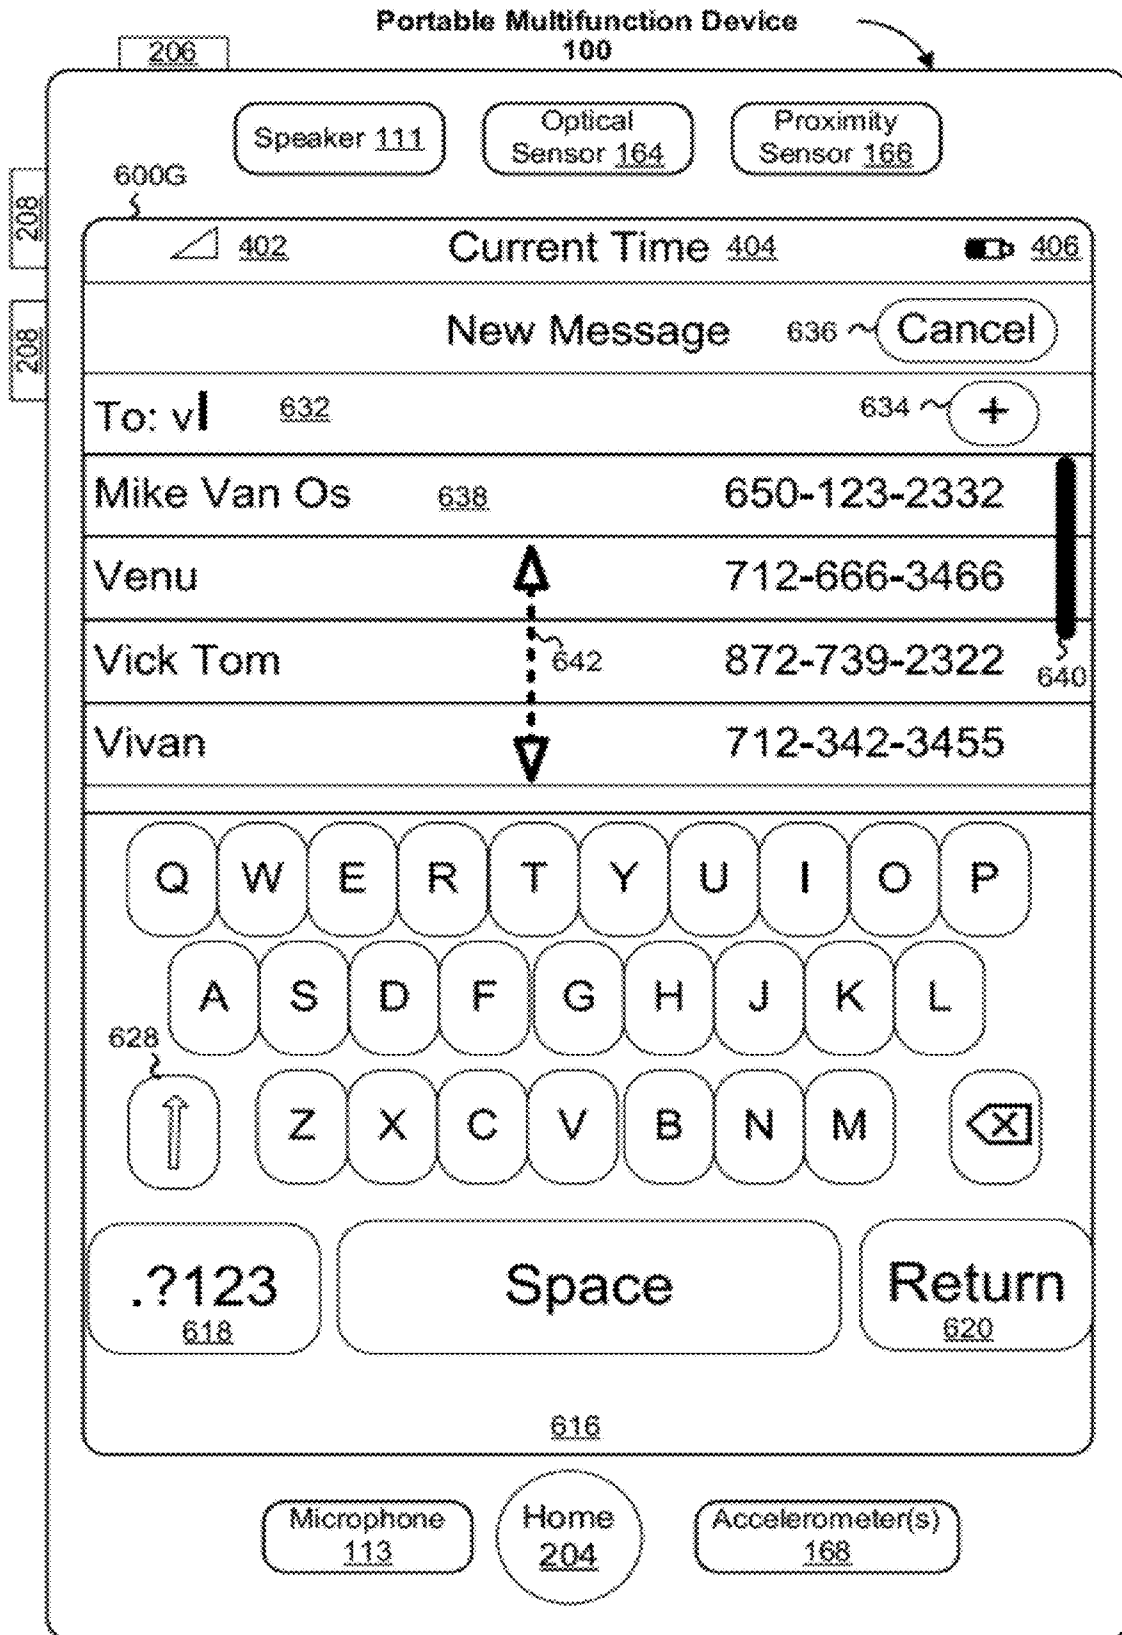 Portable Multifunction Device
100
206
Speaker 111
Optical
Sensor 164
Proximity
Sensor 166
600G
208
402 Current Time 404 406
208
New Message 636 Cancel
To: v 632 634 +
Mike Van Os 638 650-123-2332
Venu 712-666-3466
Vick Tom 642 872-739-2322 640
Vivan 712-342-3455
Q W E R T Y U I O P
A S D F G H J K L
628
Z X C V B N M X
.?123 Space Return
618 620
616
Microphone
113
Home
204
Accelerometer(s)
168